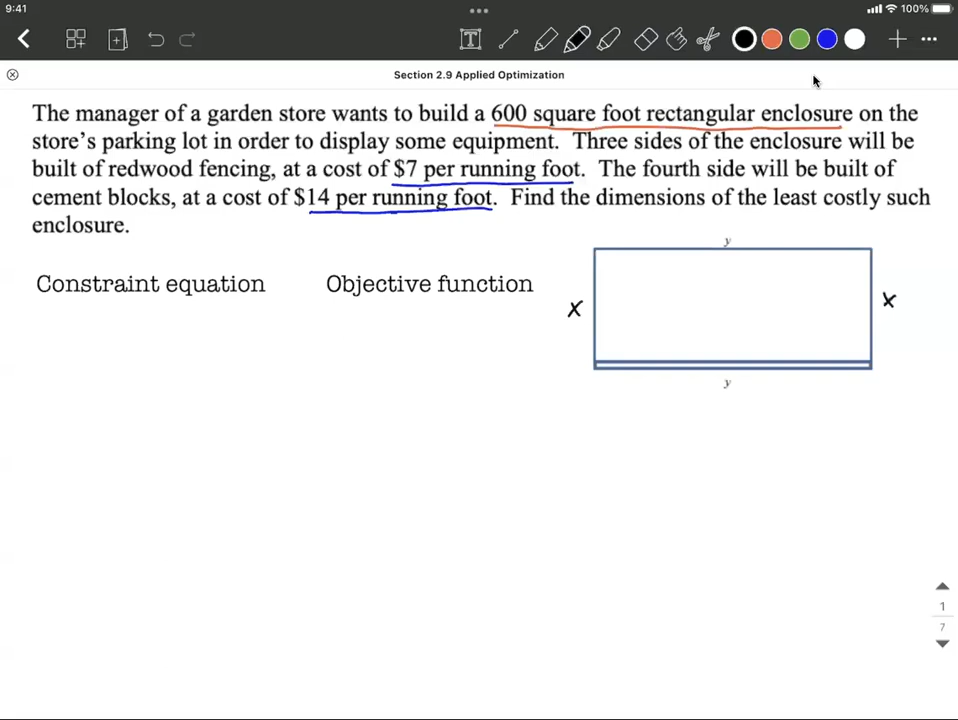 9:41
100%
Section 2.9 Applied Optimization
The manager of a garden store wants to build a 600 square foot rectangular enclosure on the
store's parking lot in order to display some equipment. Three sides of the enclosure will be
built of redwood fencing, at a cost of $7 per running foot. The fourth side will be built of
cement blocks, at a cost of $14 per running foot. Find the dimensions of the least costly such
enclosure.
Constraint equation
Objective function
y
x
x
y
1
7